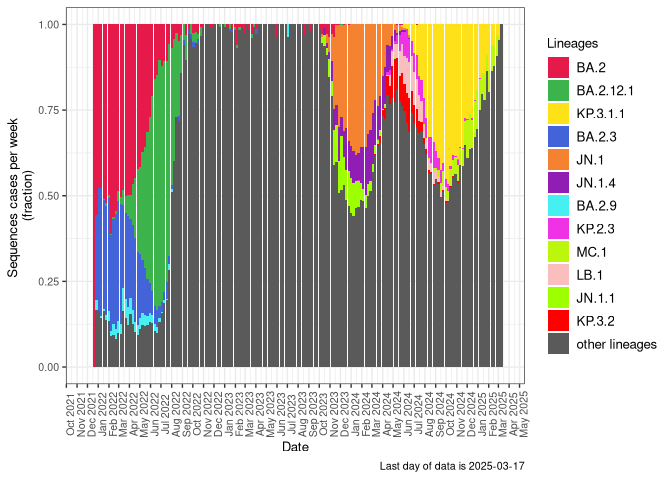 1.00
0.75
0.50
0.25
0.00
Sequences cases per week
(fraction)
Oct 2021
Nov 2021
Dec 2021
Jan 2022
Feb 2022
Mar 2022
Apr 2022
May 2022
Jun 2022
Jul 2022
Aug 2022
Sep 2022
Oct 2022
Nov 2022
Dec 2022
Jan 2023
Feb 2023
Mar 2023
Apr 2023
May 2023
Jun 2023
Jul 2023
Aug 2023
Sep 2023
Oct 2023
Nov 2023
Dec 2023
Jan 2024
Feb 2024
Mar 2024
Apr 2024
May 2024
Jun 2024
Jul 2024
Aug 2024
Sep 2024
Oct 2024
Nov 2024
Dec 2024
Jan 2025
Feb 2025
Mar 2025
Apr 2025
May 2025
Date
Lineages
BA.2
BA.2.12.1
KP.3.1.1
BA.2.3
JN.1
JN.1.4
BA.2.9
KP.2.3
MC.1
LB.1
JN.1.1
KP.3.2
other lineages
Last day of data is 2025-03-17